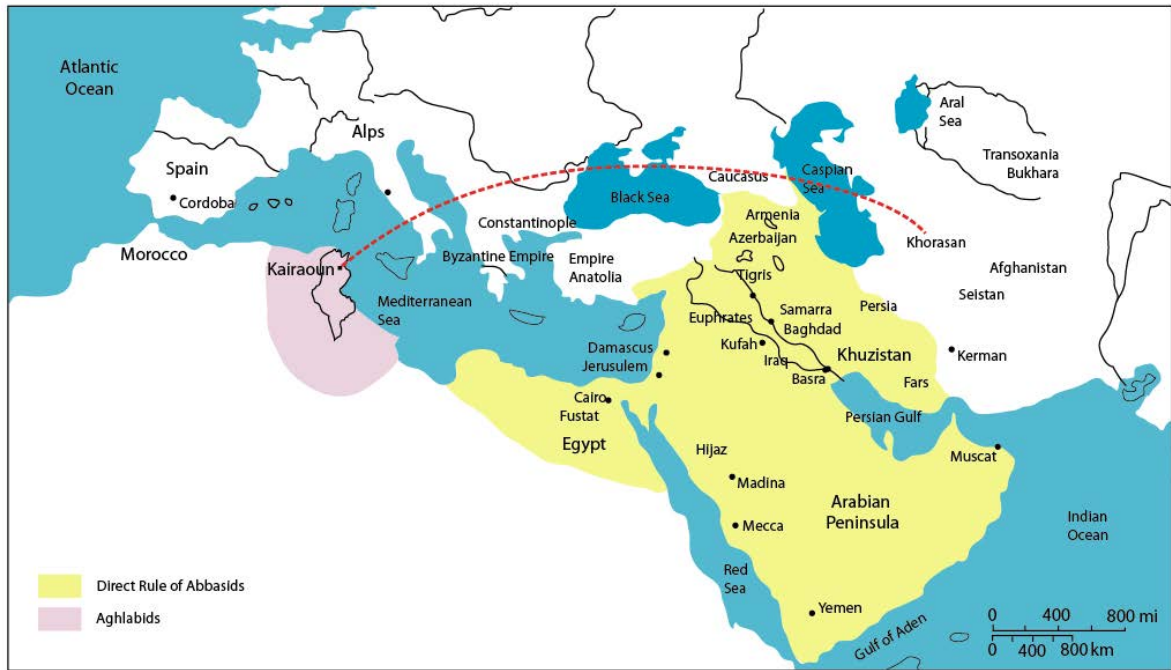 Atlantic
Ocean
Aral
Sea
Alps
Transoxania
Bukhara
Spain
Caspian
Sea
Caucasus
Cordoba
Black Sea
Constantinople
Armenia
Morocco
Khorasan
Azerbaijan
Kairaoun
Byzantine Empire
Empire
Anatolia
Afghanistan
Tigris
Seistan
Mediterranean
Sea
Persia
Samarra
Baghdad
Euphrates
Kufah
Damascus
Jerusulem
Iraq
Khuzistan
Kerman
Basra
Fars
Cairo
Fustat
Persian Gulf
Egypt
Hijaz
Muscat
Madina
Arabian
Peninsula
Mecca
Indian
Ocean
Red
Sea
Direct Rule of Abbasids
Aghlabids
Yemen
Gulf of Aden
0 400 800 mi
0 400 800 km